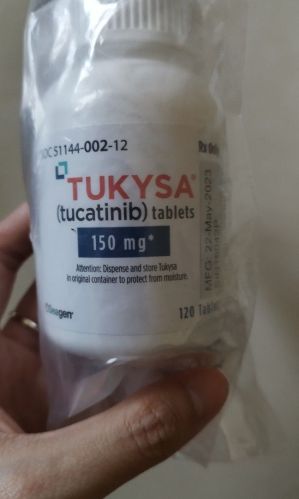 51144-002-12
Rx Only
TUKYSA®
(tucatinib) tablets
150 mg*
Attention: Dispense and store Tukysa
in original container to protect from moisture.
Seagen®
120 Tablets
MFG 22-May-2023